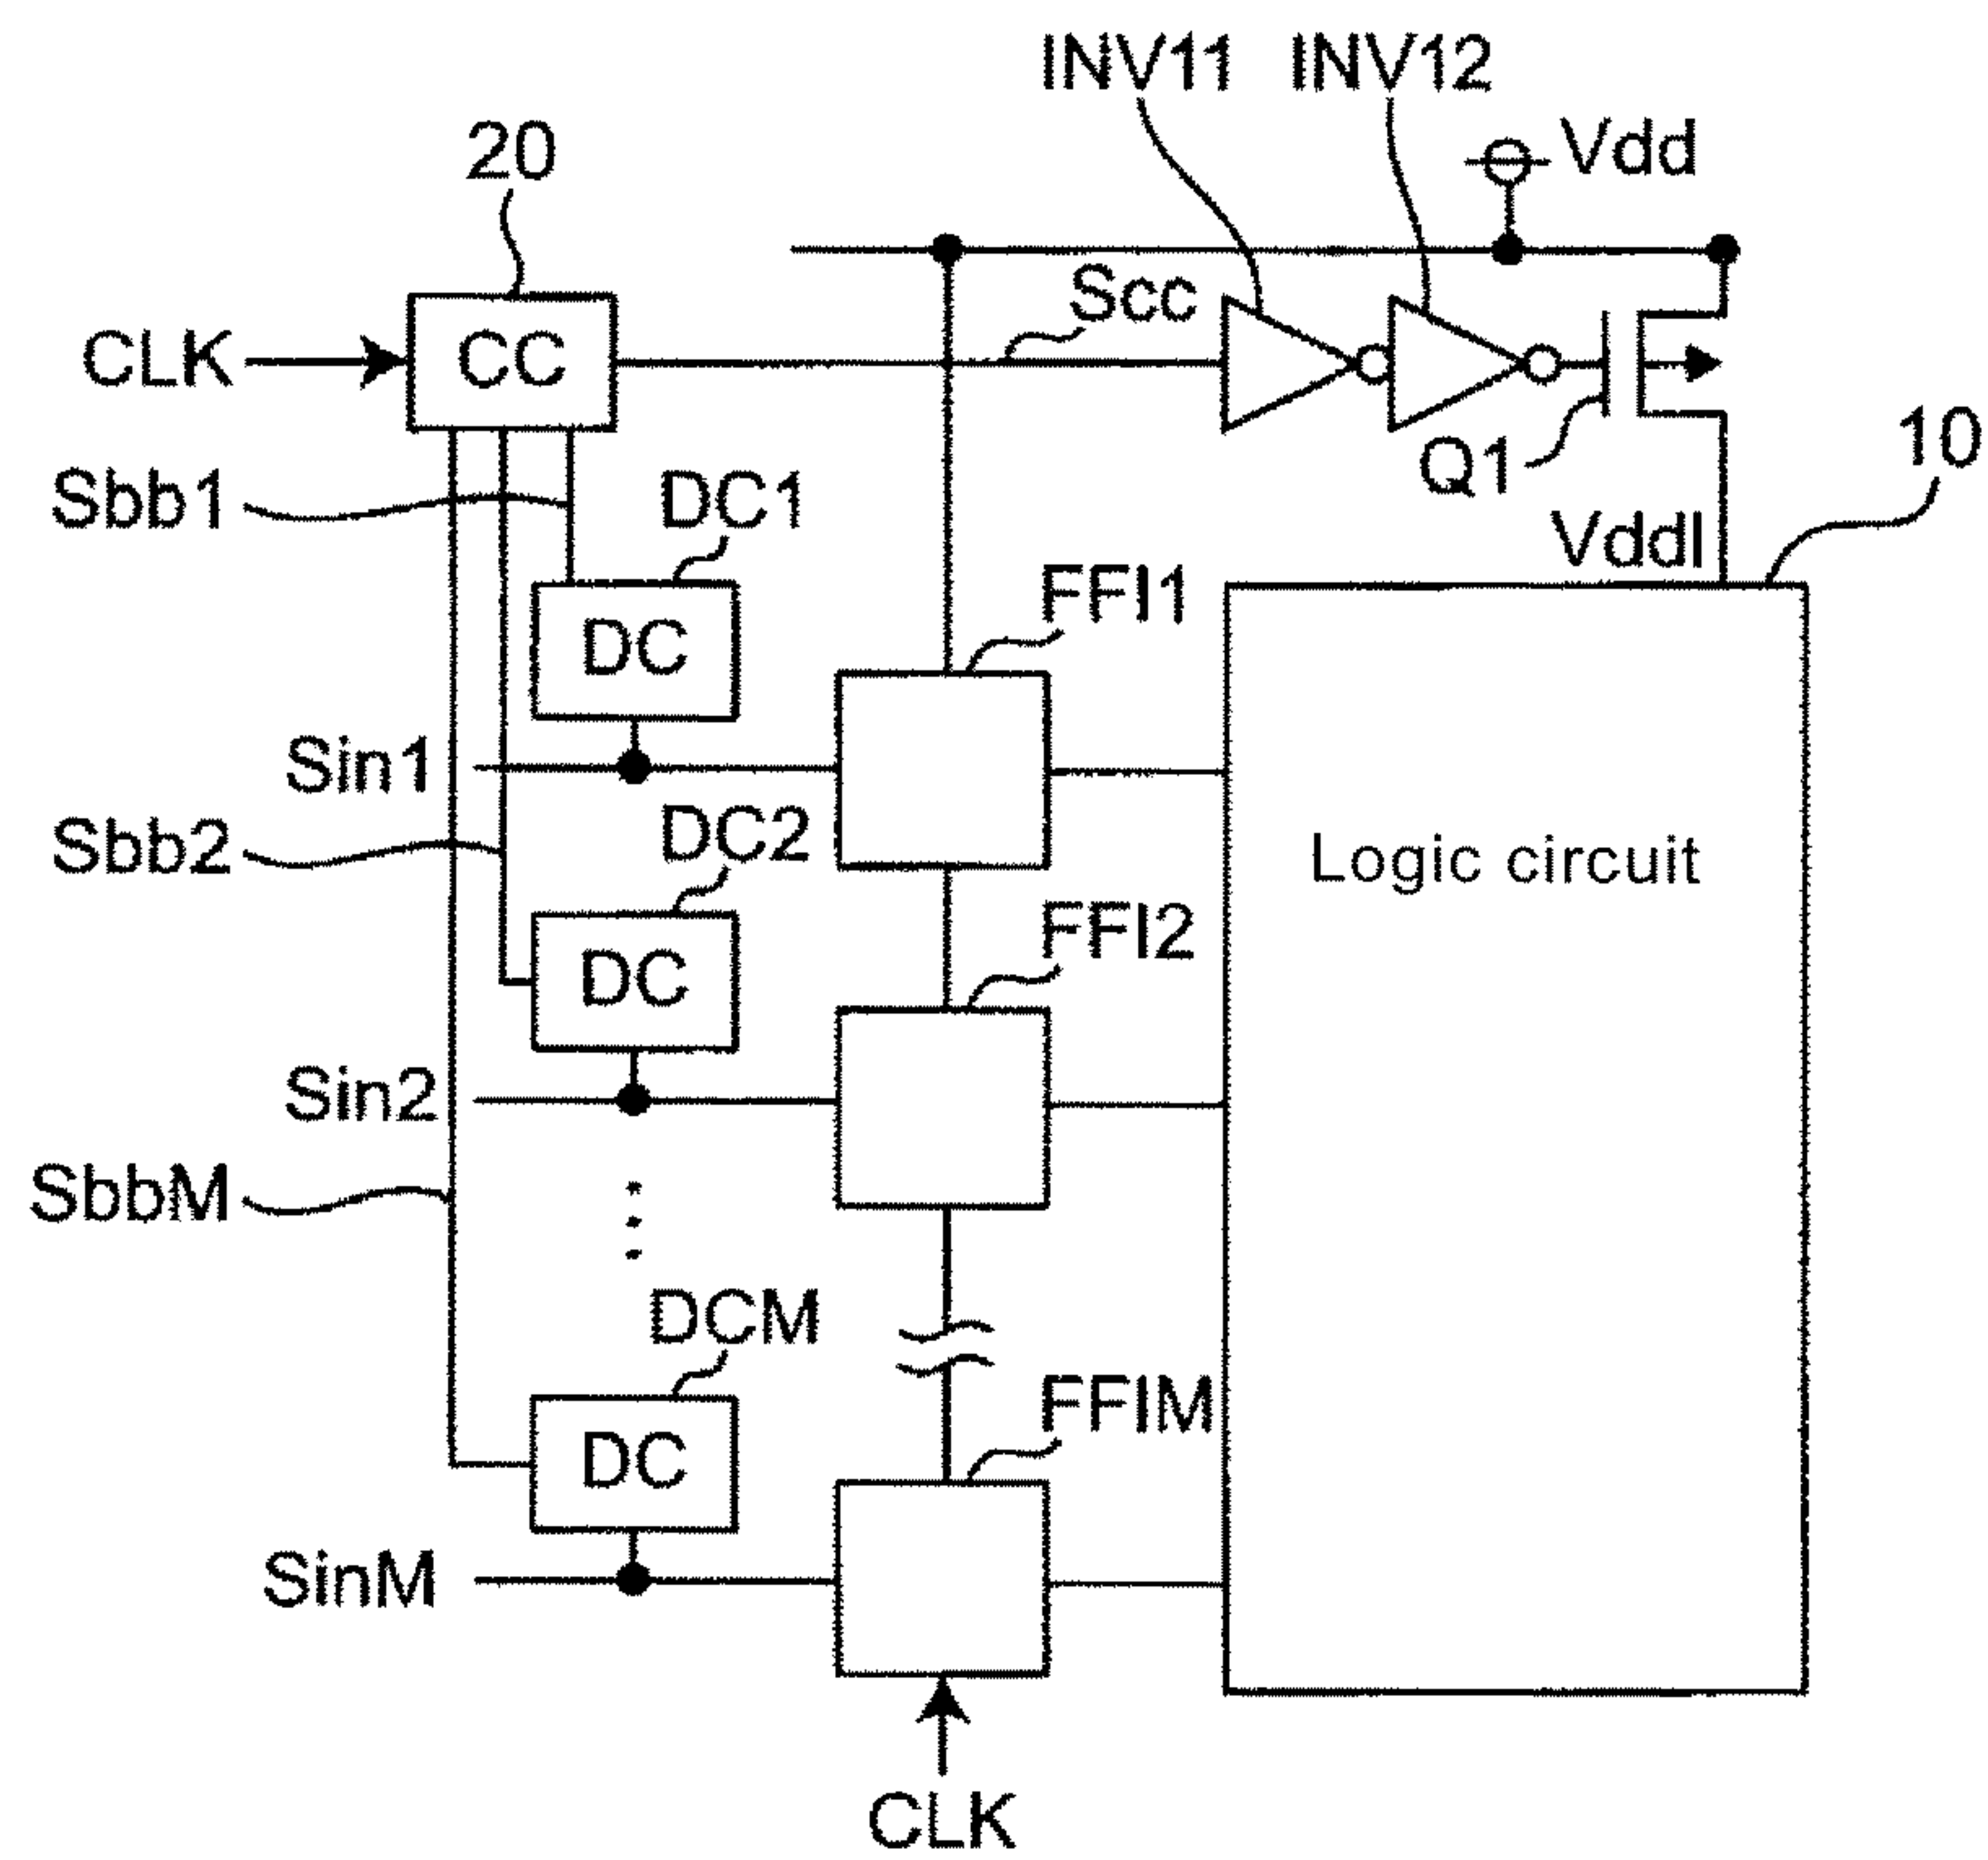 INV11 INV12
20
Vdd
Scc
CLK
CC
Q1
10
Sbb1
DC1
Vddl
FFI1
DC
Sin1
DC2
Sbb2
Logic circuit
FFI2
DC
Sin2
SbbM
DCM
FFIM
DC
SinM
CLK